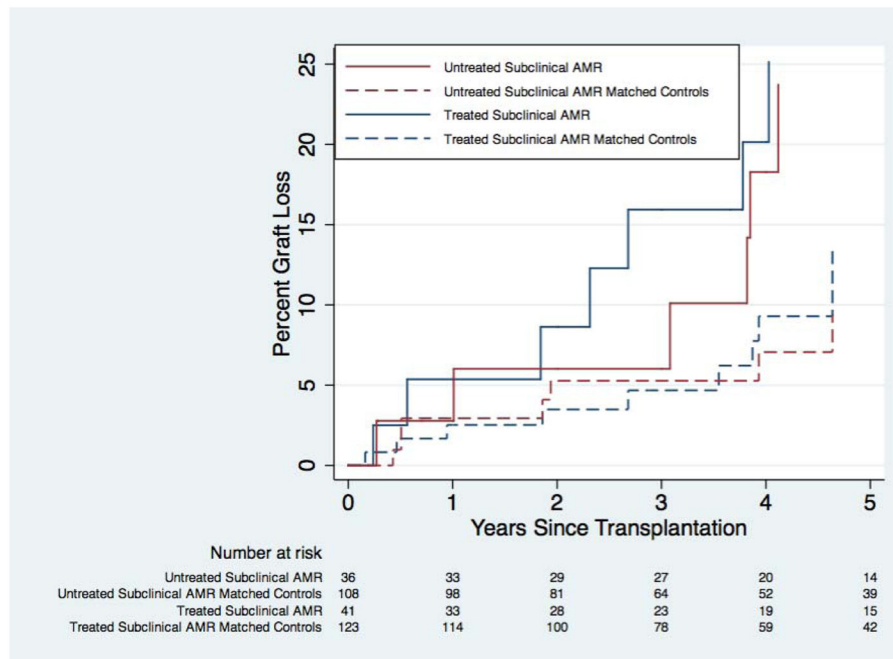 Untreated Subclinical AMR
Untreated Subclinical AMR Matched Controls
Treated Subclinical AMR
Treated Subclinical AMR Matched Controls
Percent Graft Loss
25
20
15
10
5
0
0 1 2 3 4 5
Years Since Transplantation
Number at risk
Untreated Subclinical AMR 36 33 29 27 20 14
Untreated Subclinical AMR Matched Controls 108 98 81 64 52 39
Treated Subclinical AMR 41 33 28 23 19 15
Treated Subclinical AMR Matched Controls 123 114 100 78 59 42